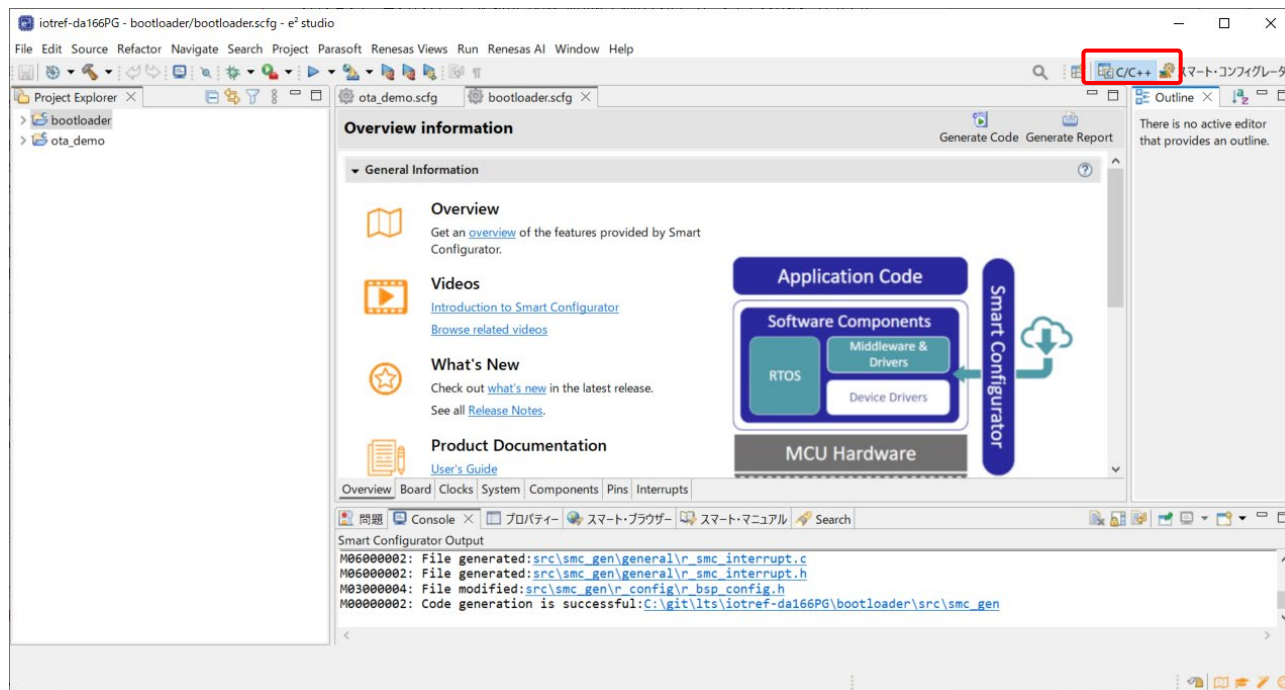 iotref-da166PG - bootloader/bootloader.scfg - e² studio
File Edit Source Refactor Navigate Search Project Parasoft Renesas Views Run Renesas AI Window Help
C/C++ スマート・コンフィグレータ
Project Explorer
ota_demo.scfg bootloader.scfg
Outline
bootloader
ota_demo
Overview information
Generate Code Generate Report
There is no active editor
that provides an outline.
General Information
Overview
Get an overview of the features provided by Smart
Configurator.
Videos
Introduction to Smart Configurator
Browse related videos
What's New
Check out what's new in the latest release.
See all Release Notes.
Product Documentation
User's Guide
Application Code
Software Components
RTOS
Middleware &
Drivers
Device Drivers
MCU Hardware
Smart Configurator
Overview Board Clocks System Components Pins Interrupts
問題 Console プロパティー スマート・ブラウザー スマート・マニュアル Search
Smart Configurator Output
M06000002: File generated:src\smc_gen\general\r_smc_interrupt.c
M06000002: File generated:src\smc_gen\general\r_smc_interrupt.h
M03000004: File modified:src\smc_gen\r_config\r_bsp_config.h
M00000002: Code generation is successful:C:\git\lts\iotref-da166PG\bootloader\src\smc_gen